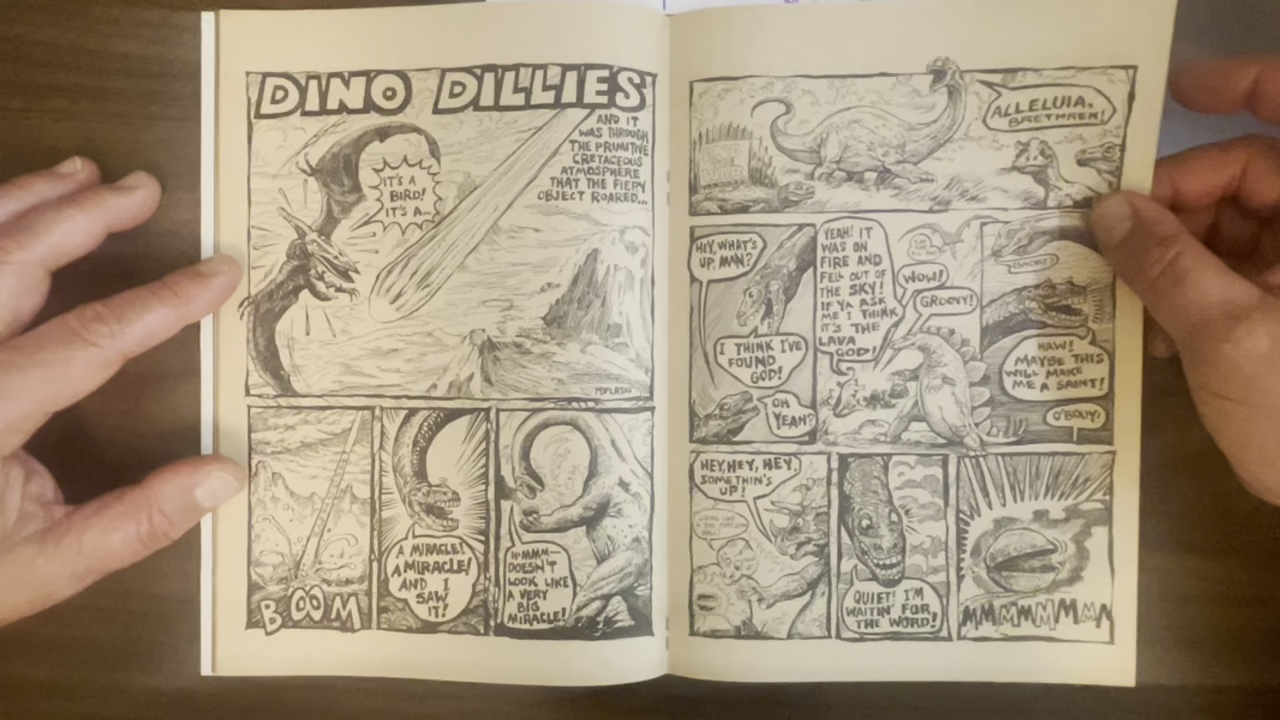 DINO DILLIES
AND IT
WAS THROUGH
THE PRIMITIVE
CRETACEOUS
ATMOSPHERE
THAT THE FIERY
OBJECT ROARED...
IT'S A
BIRD!
IT'S A...
BOOM
A MIRACLE!
A MIRACLE!
AND I
SAW
IT!
H-MMM—
DOESN'T
LOOK LIKE
A VERY
BIG
MIRACLE!
ALLELUIA,
BRETHREN!
HEY, WHAT'S
UP, MAN?
I THINK I'VE
FOUND
GOD!
OH
YEAH?
YEAH! IT
WAS ON
FIRE AND
FELL OUT OF
THE SKY!
IF YA ASK
ME I THINK
IT'S THE
LAVA
GOD!
WOW!
GROOVY!
(SNORT)
HAW!
MAYBE THIS
WILL MAKE
ME A SAINT!
O'BOUY!
HEY, HEY, HEY,
SOMETHIN'S
UP!
QUIET! I'M
WAITIN' FOR
THE WORD!
MMMMMMM